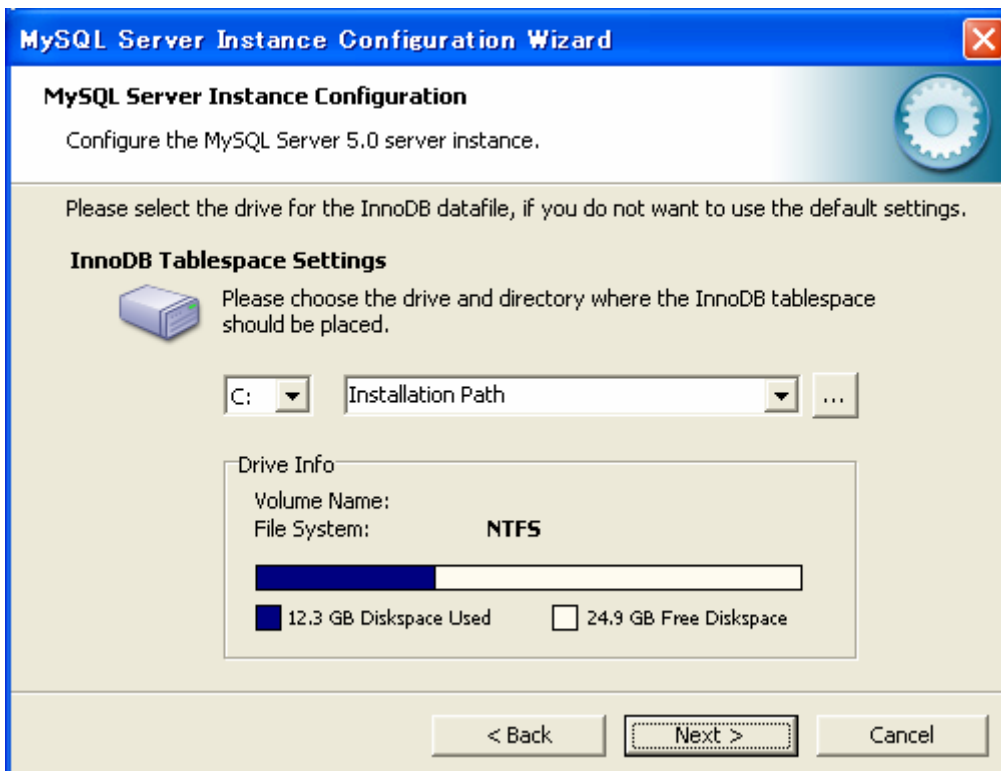 MySQL Server Instance Configuration Wizard
MySQL Server Instance Configuration
Configure the MySQL Server 5.0 server instance.
Please select the drive for the InnoDB datafile, if you do not want to use the default settings.
InnoDB Tablespace Settings
Please choose the drive and directory where the InnoDB tablespace
should be placed.
C: Installation Path ...
Drive Info
Volume Name:
File System: NTFS
12.3 GB Diskspace Used 24.9 GB Free Diskspace
< Back Next > Cancel